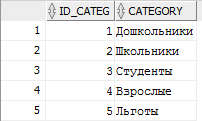 ID_CATEG CATEGORY
1 1 Дошкольники
2 2 Школьники
3 3 Студенты
4 4 Взрослые
5 5 Льготы